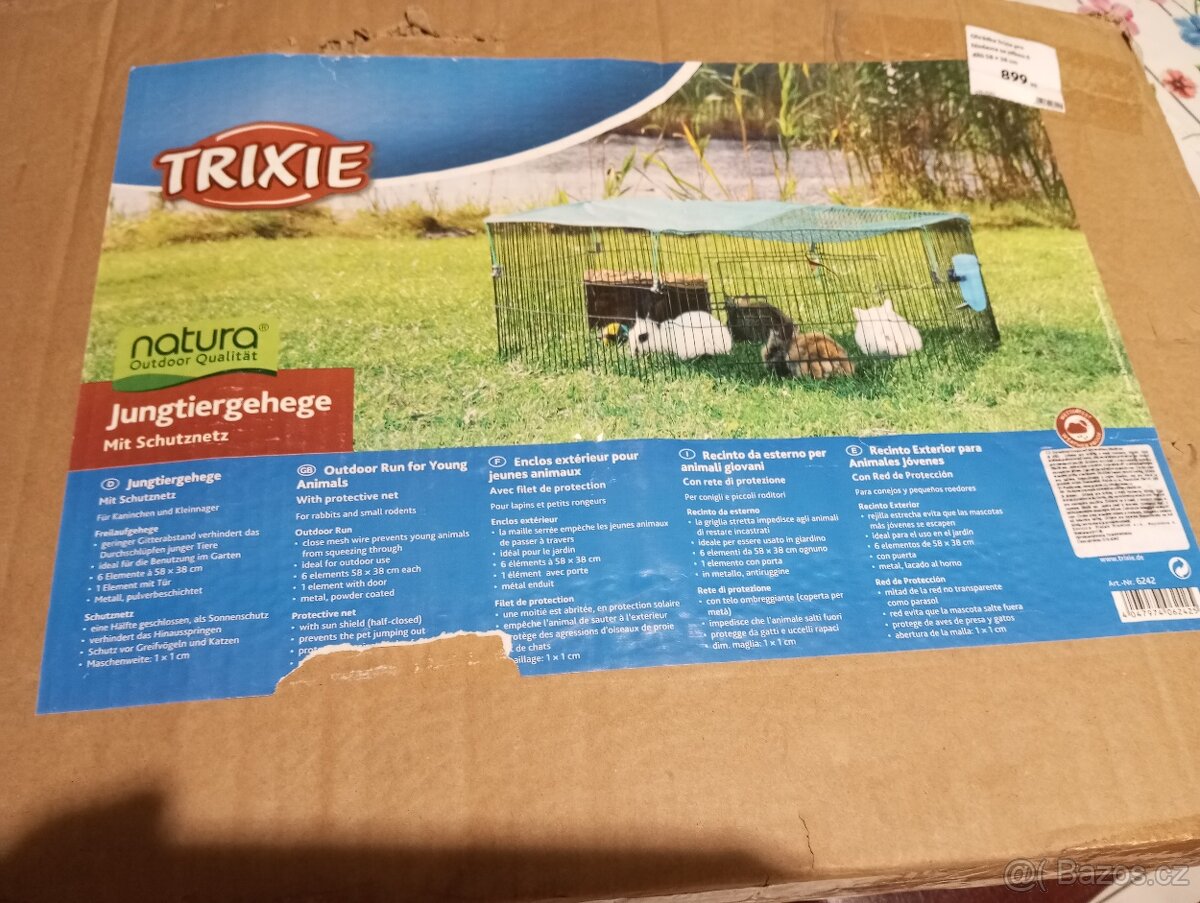 Ohrádka Trixie pro
58 x 38 cm
899
TRIXIE
natura®
Outdoor Qualität
Jungtiergehege
Mit Schutznetz
D Jungtiergehege
Mit Schutznetz
Für Kaninchen und Kleinnager
Freilaufgehege
• geringer Gitterabstand verhindert das
Durchschlüpfen junger Tiere
• ideal für die Benutzung im Garten
• 6 Elemente à 58 × 38 cm
• 1 Element mit Tür
• Metall, pulverbeschichtet
Schutznetz
• eine Hälfte geschlossen, als Sonnenschutz
• verhindert das Hinausspringen
• Schutz vor Greifvögeln und Katzen
• Maschenweite: 1 × 1 cm
GB Outdoor Run for Young
Animals
With protective net
For rabbits and small rodents
Outdoor Run
• close mesh wire prevents young animals
from squeezing through
• ideal for outdoor use
• 6 elements 58 × 38 cm each
• 1 element with door
• metal, powder coated
Protective net
• with sun shield (half-closed)
• prevents the pet jumping out
F Enclos extérieur pour
jeunes animaux
Avec filet de protection
Pour lapins et petits rongeurs
Enclos extérieur
• la maille serrée empêche les jeunes animaux
de passer à travers
• idéal pour le jardin
• 6 éléments à 58 × 38 cm
• 1 élément avec porte
• métal enduit
Filet de protection
• une moitié est abritée, en protection solaire
• empêche l'animal de sauter à l'extérieur
protège des agressions d'oiseaux de proie
de chats
maillage: 1 × 1 cm
I Recinto da esterno per
animali giovani
Con rete di protezione
Per conigli e piccoli roditori
Recinto da esterno
• la griglia stretta impedisce agli animali
di restare incastrati
• ideale per essere usato in giardino
• 6 elementi da 58 × 38 cm ognuno
• 1 elemento con porta
• in metallo, antiruggine
Rete di protezione
• con telo ombreggiante (coperta per
metà)
• impedisce che l'animale salti fuori
• protegge da gatti e uccelli rapaci
• dim. maglia: 1 × 1 cm
E Recinto Exterior para
Animales jóvenes
Con Red de Protección
Para conejos y pequeños roedores
Recinto Exterior
• rejilla estrecha evita que las mascotas
más jóvenes se escapen
• ideal para el uso en el jardín
• 6 elementos de 58 × 38 cm
• con puerta
• metal, lacado al horno
Red de Protección
• mitad de la red no transparente
como parasol
• red evita que la mascota salte fuera
• protege de aves de presa y gatos
• abertura de la malla: 1 × 1 cm
www.trixie.de
Art.-Nr. 6242
4 047974 06242
@( Bazoš.cz